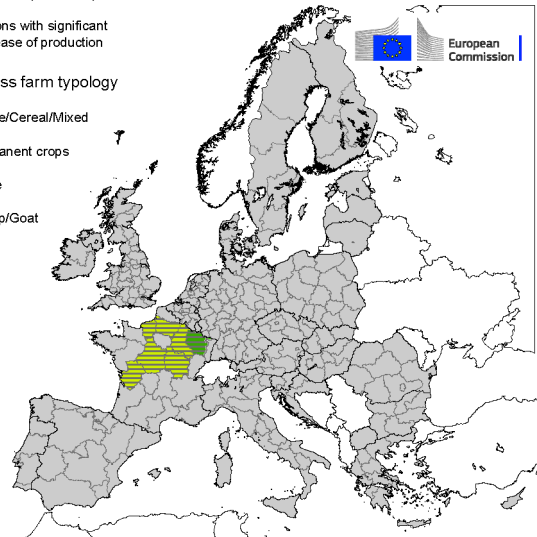 ons with significant
ase of production
ss farm typology
e/Cereal/Mixed
anent crops
p/Goat
European
Commission